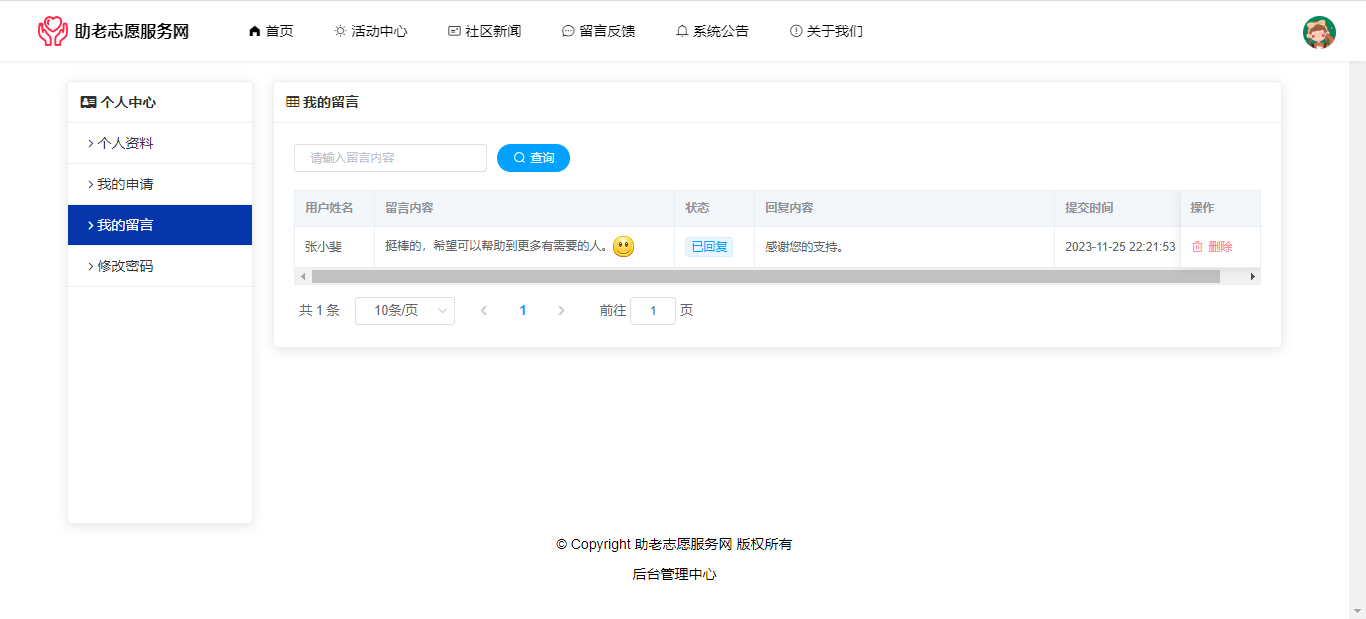 助老志愿服务网 首页 活动中心 社区新闻 留言反馈 系统公告 关于我们
个人中心
个人资料
我的申请
我的留言
修改密码
我的留言
请输入留言内容 查询
用户姓名 留言内容 状态 回复内容 提交时间 操作
张小斐 挺棒的，希望可以帮助到更多有需要的人。 已回复 感谢您的支持。 2023-11-25 22:21:53 删除
共 1 条 10条/页 1 前往 1 页
© Copyright 助老志愿服务网 版权所有
后台管理中心